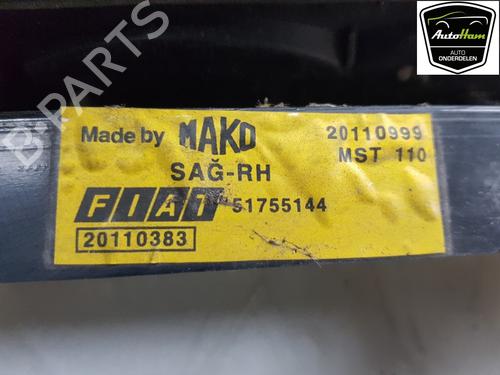 AutoHam
AUTO
ONDERDELEN
Made by MAKO 20110999
SAĞ-RH MST 110
FIAT 51755144
20110383
B-PARTS